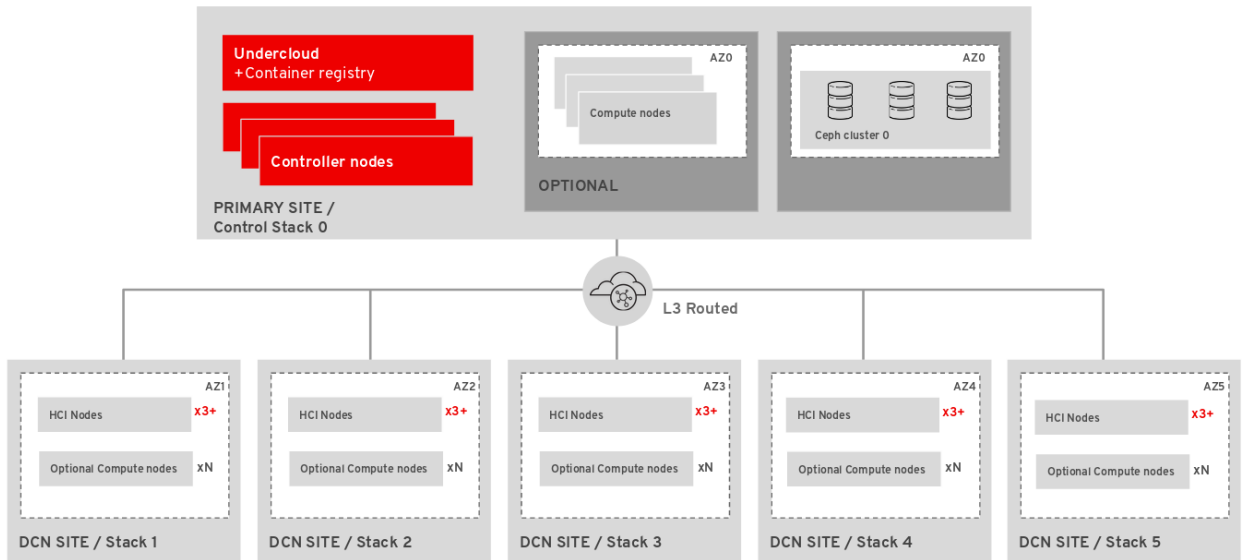 Undercloud
+Container registry
Controller nodes
PRIMARY SITE /
Control Stack 0
AZ0
Compute nodes
OPTIONAL
AZ0
Ceph cluster 0
L3 Routed
AZ1
HCI Nodes
x3+
Optional Compute nodes
xN
DCN SITE / Stack 1
AZ2
HCI Nodes
x3+
Optional Compute nodes
xN
DCN SITE / Stack 2
AZ3
HCI Nodes
x3+
Optional Compute nodes
xN
DCN SITE / Stack 3
AZ4
HCI Nodes
x3+
Optional Compute nodes
xN
DCN SITE / Stack 4
AZ5
HCI Nodes
x3+
Optional Compute nodes
xN
DCN SITE / Stack 5